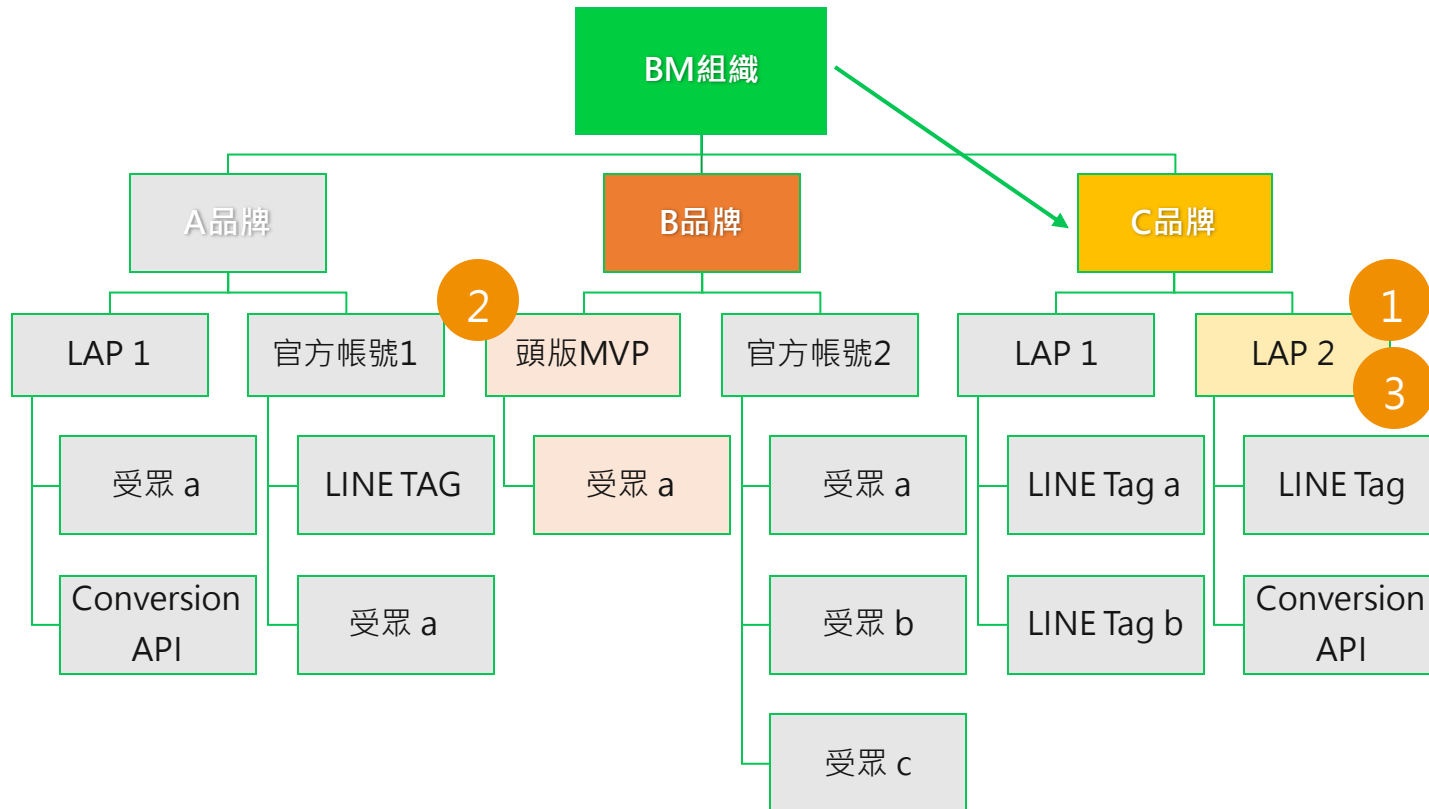 BM組織
A品牌
B品牌
C品牌
2
1
LAP 1
官方帳號1
頭版MVP
官方帳號2
LAP 1
LAP 2
3
受眾 a
LINE TAG
受眾 a
受眾 a
LINE Tag a
LINE Tag
Conversion
API
受眾 a
受眾 b
LINE Tag b
Conversion
API
受眾 c